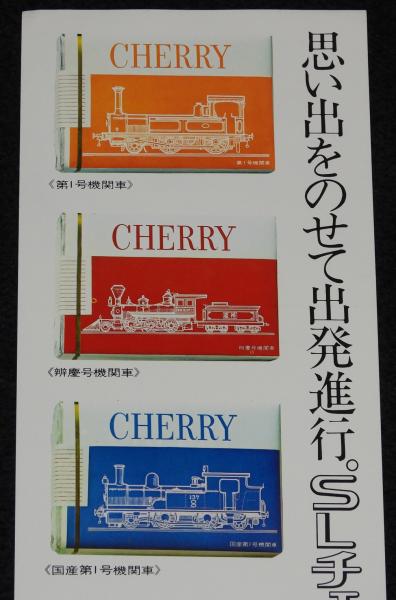 思い出をのせて出発進行。
SLチェ
CHERRY
第1号機関車
《第1号機関車》
CHERRY
弁慶号機関車
《辨慶号機関車》
CHERRY
137
国産第1号機関車
《国産第1号機関車》